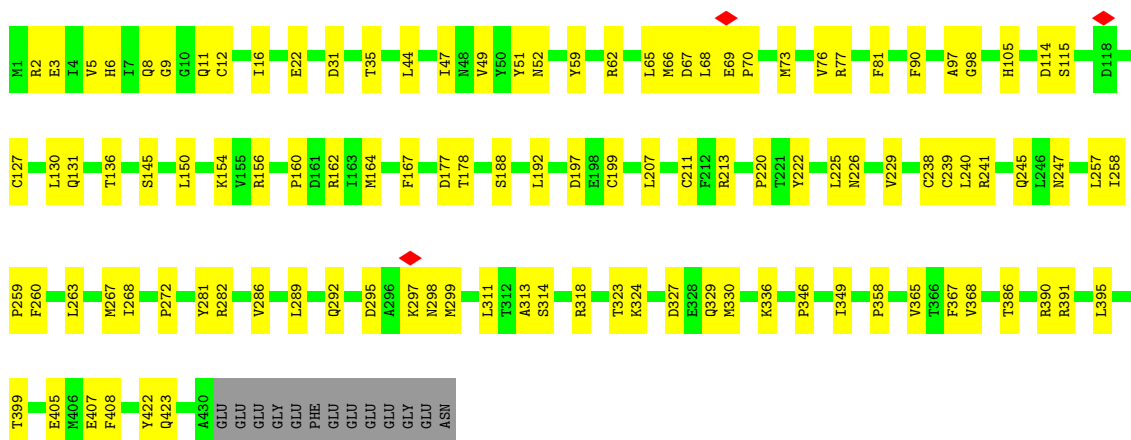 M1 R2 E3 I4 V5 H6 I7 Q8 G9 G10 Q11 C12 I16 E22 D31 T35 L44 I47 N48 V49 Y50 Y51 N52 Y59 R62 L65 M66 D67 L68 E69 P70 M73 V76 R77 F81 F90 A97 G98 H105 D114 S115 D118
C127 L130 Q131 T136 S145 L150 K154 V155 R156 P160 D161 R162 I163 M164 F167 D177 T178 S188 L192 D197 E198 C199 L207 C211 F212 R213 P220 T221 Y222 L225 N226 V229 C238 C239 L240 R241 Q245 L246 N247 L257 I258
P259 F260 L263 M267 I268 P272 Y281 R282 V286 L289 Q292 D295 A296 K297 N298 M299 L311 T312 A313 S314 R318 T323 K324 D327 E328 Q329 M330 K336 P346 I349 P358 V365 T366 F367 V368 T386 R390 R391 L395
T399 E405 M406 E407 F408 Y422 Q423 A430 GLU GLU GLU GLY GLU PHE GLU GLU GLU GLU GLY GLU ASN